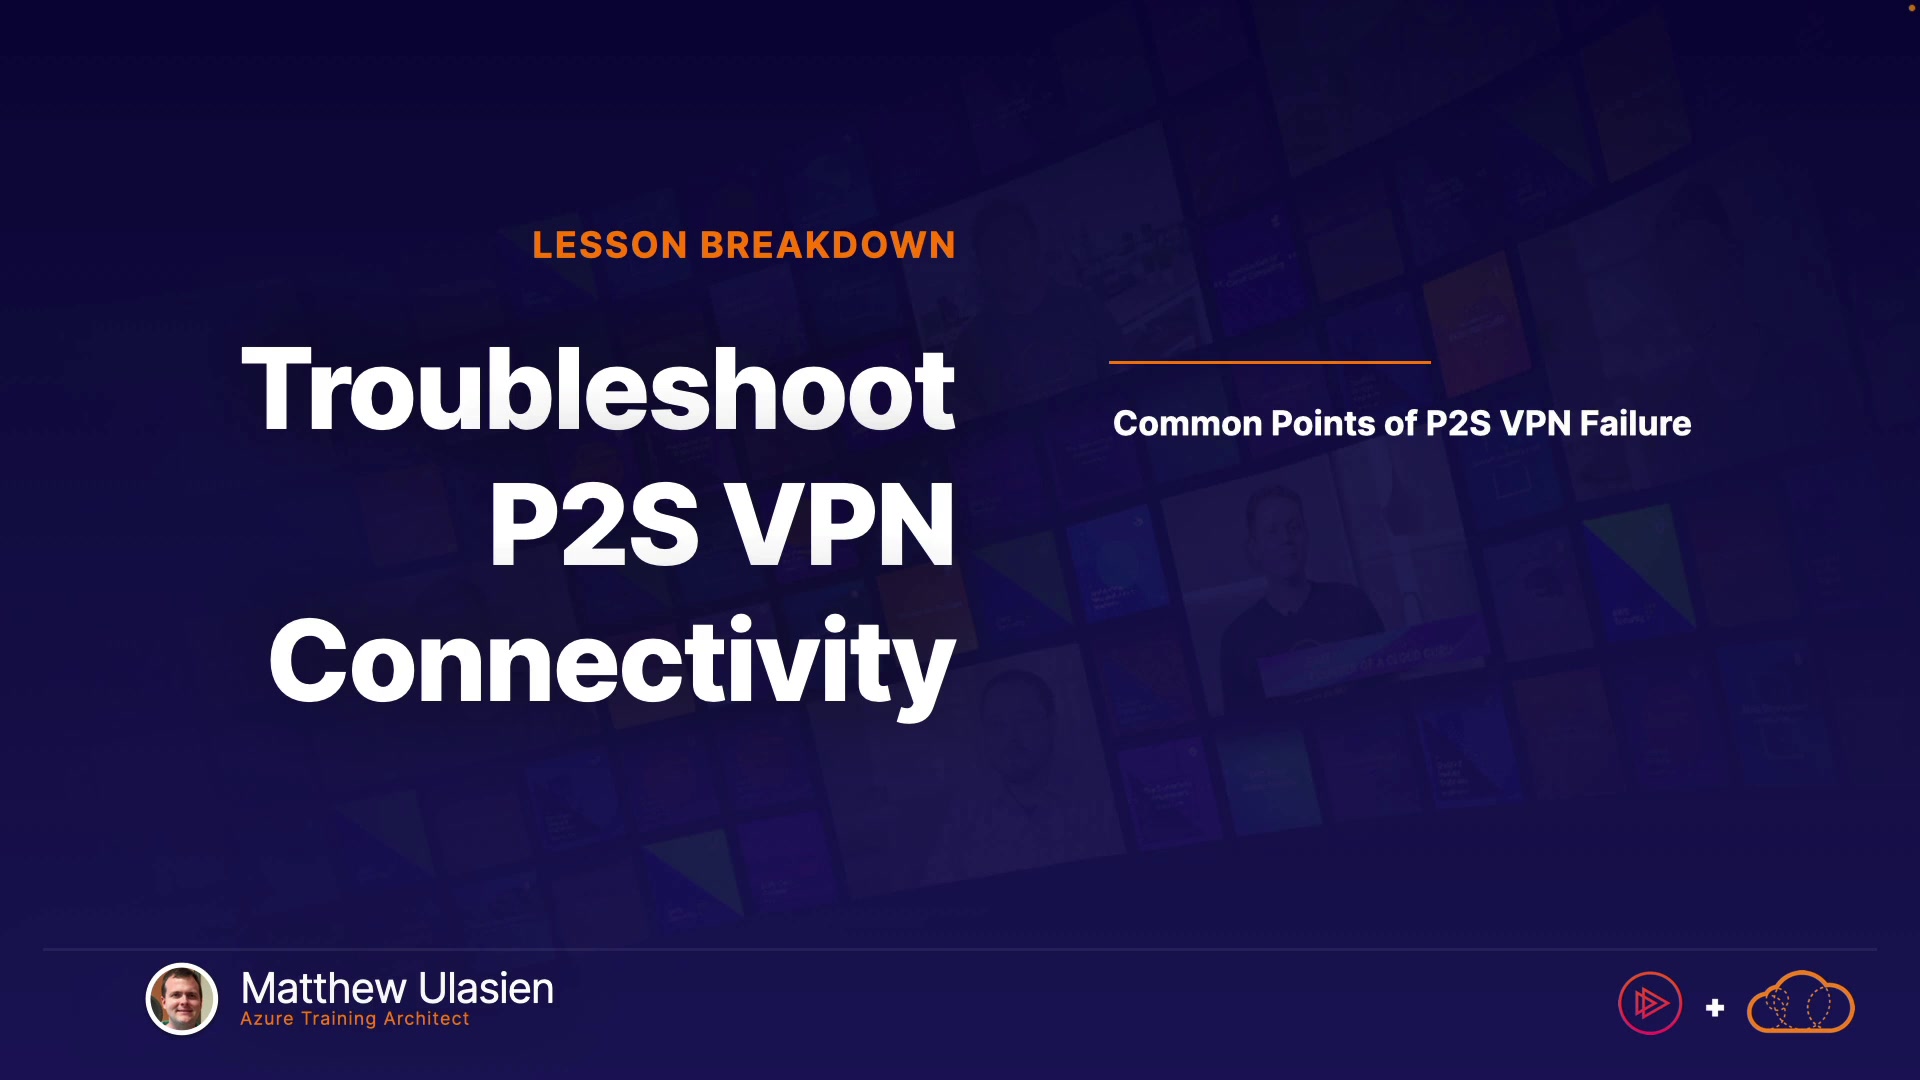 LESSON BREAKDOWN
Troubleshoot
P2S VPN
Connectivity
Common Points of P2S VPN Failure
Matthew Ulasien
Azure Training Architect
+